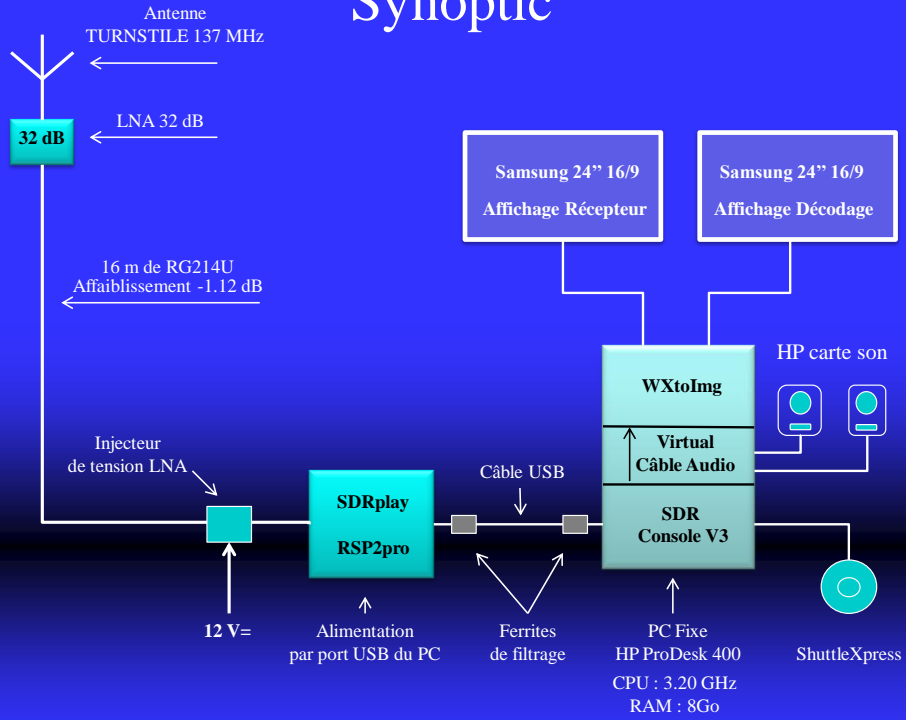 Synoptic
Antenne
TURNSTILE 137 MHz
32 dB
LNA 32 dB
Samsung 24’’ 16/9
Affichage Récepteur
Samsung 24’’ 16/9
Affichage Décodage
16 m de RG214U
Affaiblissement -1.12 dB
HP carte son
WXtoImg
Virtual
Câble Audio
SDR
Console V3
Injecteur
de tension LNA
SDRplay
RSP2pro
Câble USB
12 V=
Alimentation
par port USB du PC
Ferrites
de filtrage
PC Fixe
HP ProDesk 400
CPU : 3.20 GHz
RAM : 8Go
ShuttleXpress